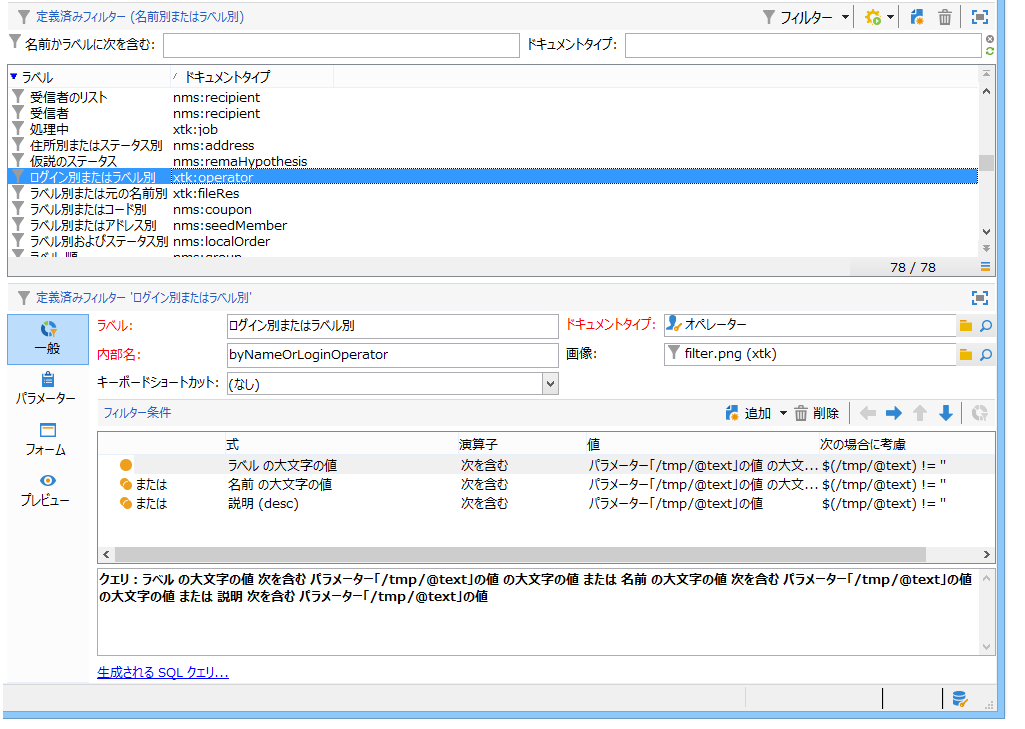 定義済みフィルター (名前別またはラベル別) フィルター
名前かラベルに次を含む: ドキュメントタイプ:
ラベル ドキュメントタイプ
受信者のリスト nms:recipient
受信者 nms:recipient
処理中 xtk:job
住所別またはステータス別 nms:address
仮説のステータス nms:remaHypothesis
ログイン別またはラベル別 xtk:operator
ラベル別または元の名前別 xtk:fileRes
ラベル別またはコード別 nms:coupon
ラベル別またはアドレス別 nms:seedMember
ラベル別およびステータス別 nms:localOrder
ラベル順 nms:group
78 / 78
定義済みフィルター 'ログイン別またはラベル別'
一般
パラメーター
フォーム
プレビュー
ラベル: ログイン別またはラベル別 ドキュメントタイプ: オペレーター
内部名: byNameOrLoginOperator 画像: filter.png (xtk)
キーボードショートカット: (なし)
フィルター条件 追加 削除
式 演算子 値 次の場合に考慮
ラベル の大文字の値 次を含む パラメーター「/tmp/@text」の値 の大文... $(/tmp/@text) != "
または 名前 の大文字の値 次を含む パラメーター「/tmp/@text」の値 の大文... $(/tmp/@text) != "
または 説明 (desc) 次を含む パラメーター「/tmp/@text」の値 $(/tmp/@text) != "
クエリ : ラベル の大文字の値 次を含む パラメーター「/tmp/@text」の値 の大文字の値 または 名前 の大文字の値 次を含む パラメーター「/tmp/@text」の値
の大文字の値 または 説明 次を含む パラメーター「/tmp/@text」の値
生成される SQL クエリ...